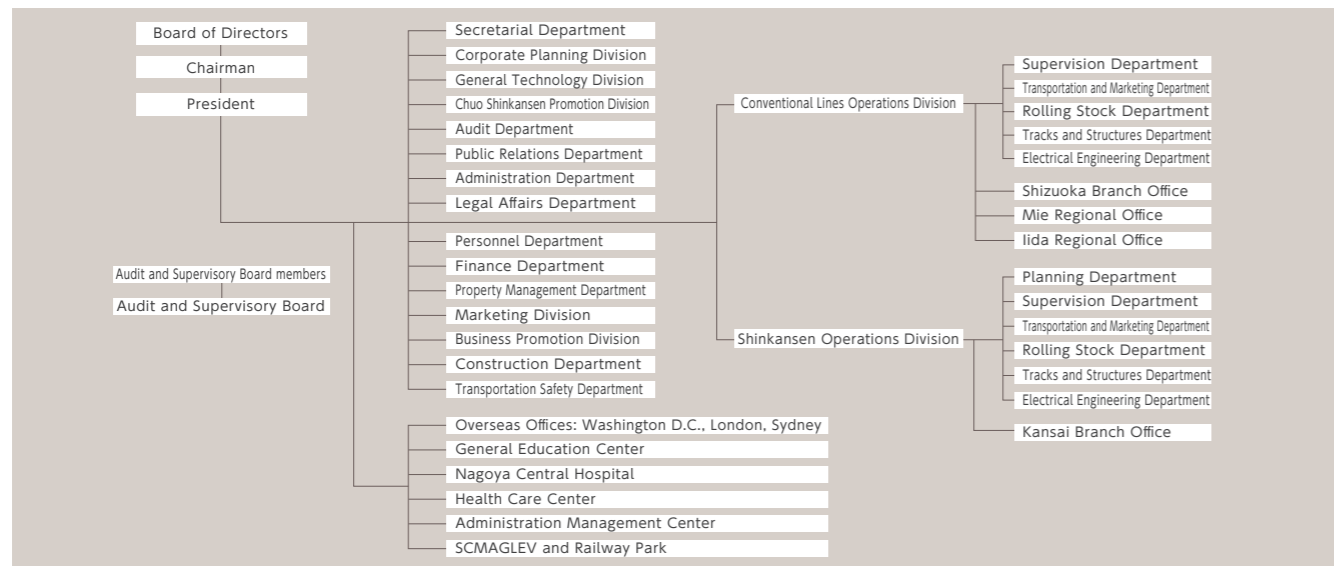 Board of Directors
Chairman
President
Audit and Supervisory Board members
Audit and Supervisory Board
Secretarial Department
Corporate Planning Division
General Technology Division
Chuo Shinkansen Promotion Division
Audit Department
Public Relations Department
Administration Department
Legal Affairs Department
Personnel Department
Finance Department
Property Management Department
Marketing Division
Business Promotion Division
Construction Department
Transportation Safety Department
Overseas Offices: Washington D.C., London, Sydney
General Education Center
Nagoya Central Hospital
Health Care Center
Administration Management Center
SCMAGLEV and Railway Park
Conventional Lines Operations Division
Supervision Department
Transportation and Marketing Department
Rolling Stock Department
Tracks and Structures Department
Electrical Engineering Department
Shizuoka Branch Office
Mie Regional Office
Iida Regional Office
Shinkansen Operations Division
Planning Department
Supervision Department
Transportation and Marketing Department
Rolling Stock Department
Tracks and Structures Department
Electrical Engineering Department
Kansai Branch Office